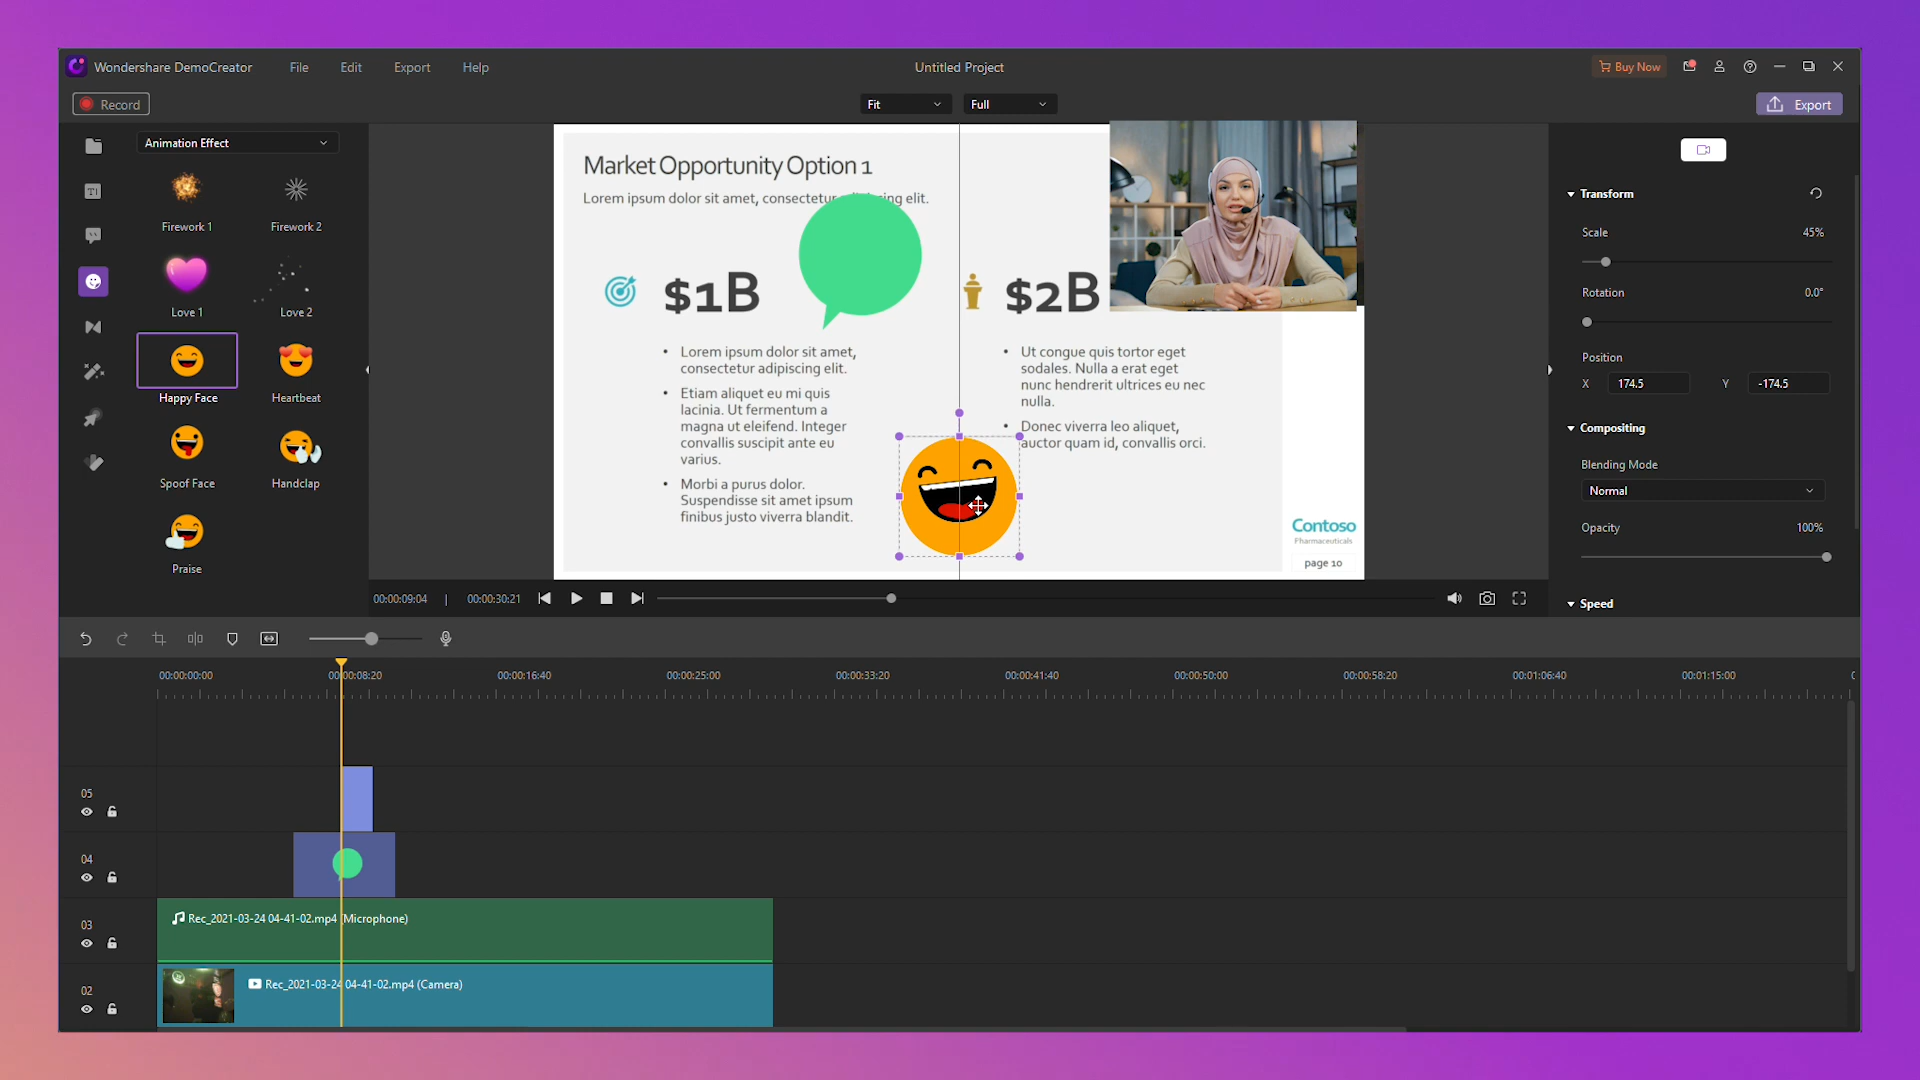 Wondershare DemoCreator
File
Edit
Export
Help
Untitled Project
Buy Now
Record
Fit
Full
Export
Animation Effect
Firework 1
Firework 2
Love 1
Love 2
Happy Face
Heartbeat
Spoof Face
Handclap
Praise
Market Opportunity Option 1
Lorem ipsum dolor sit amet, consectetur elit.
$1B
• Lorem ipsum dolor sit amet,
consectetur adipiscing elit.
• Etiam aliquet eu mi quis
lacinia. Ut fermentum a
magna ut eleifend. Integer
convallis suscipit ante eu
varius.
• Morbi a purus dolor.
Suspendisse sit amet ipsum
finibus justo viverra blandit.
$2B
• Ut congue quis tortor eget
sodales. Nulla a erat eget
nunc hendrerit ultrices eu nec
nulla.
• Donec viverra leo aliquet,
auctor quam id, convallis orci.
Contoso
Pharmaceuticals
page 10
Transform
Scale
45%
Rotation
0.0°
Position
X 174.5 Y -174.5
Compositing
Blending Mode
Normal
Opacity
100%
Speed
00:00:09:04 | 00:00:30:21
00:00:00:00
00:00:08:20
00:00:16:40
00:00:25:00
00:00:33:20
00:00:41:40
00:00:50:00
00:00:58:20
00:01:06:40
00:01:15:00
05
04
03
Rec_2021-03-24 04-41-02.mp4 (Microphone)
02
Rec_2021-03-24 04-41-02.mp4 (Camera)